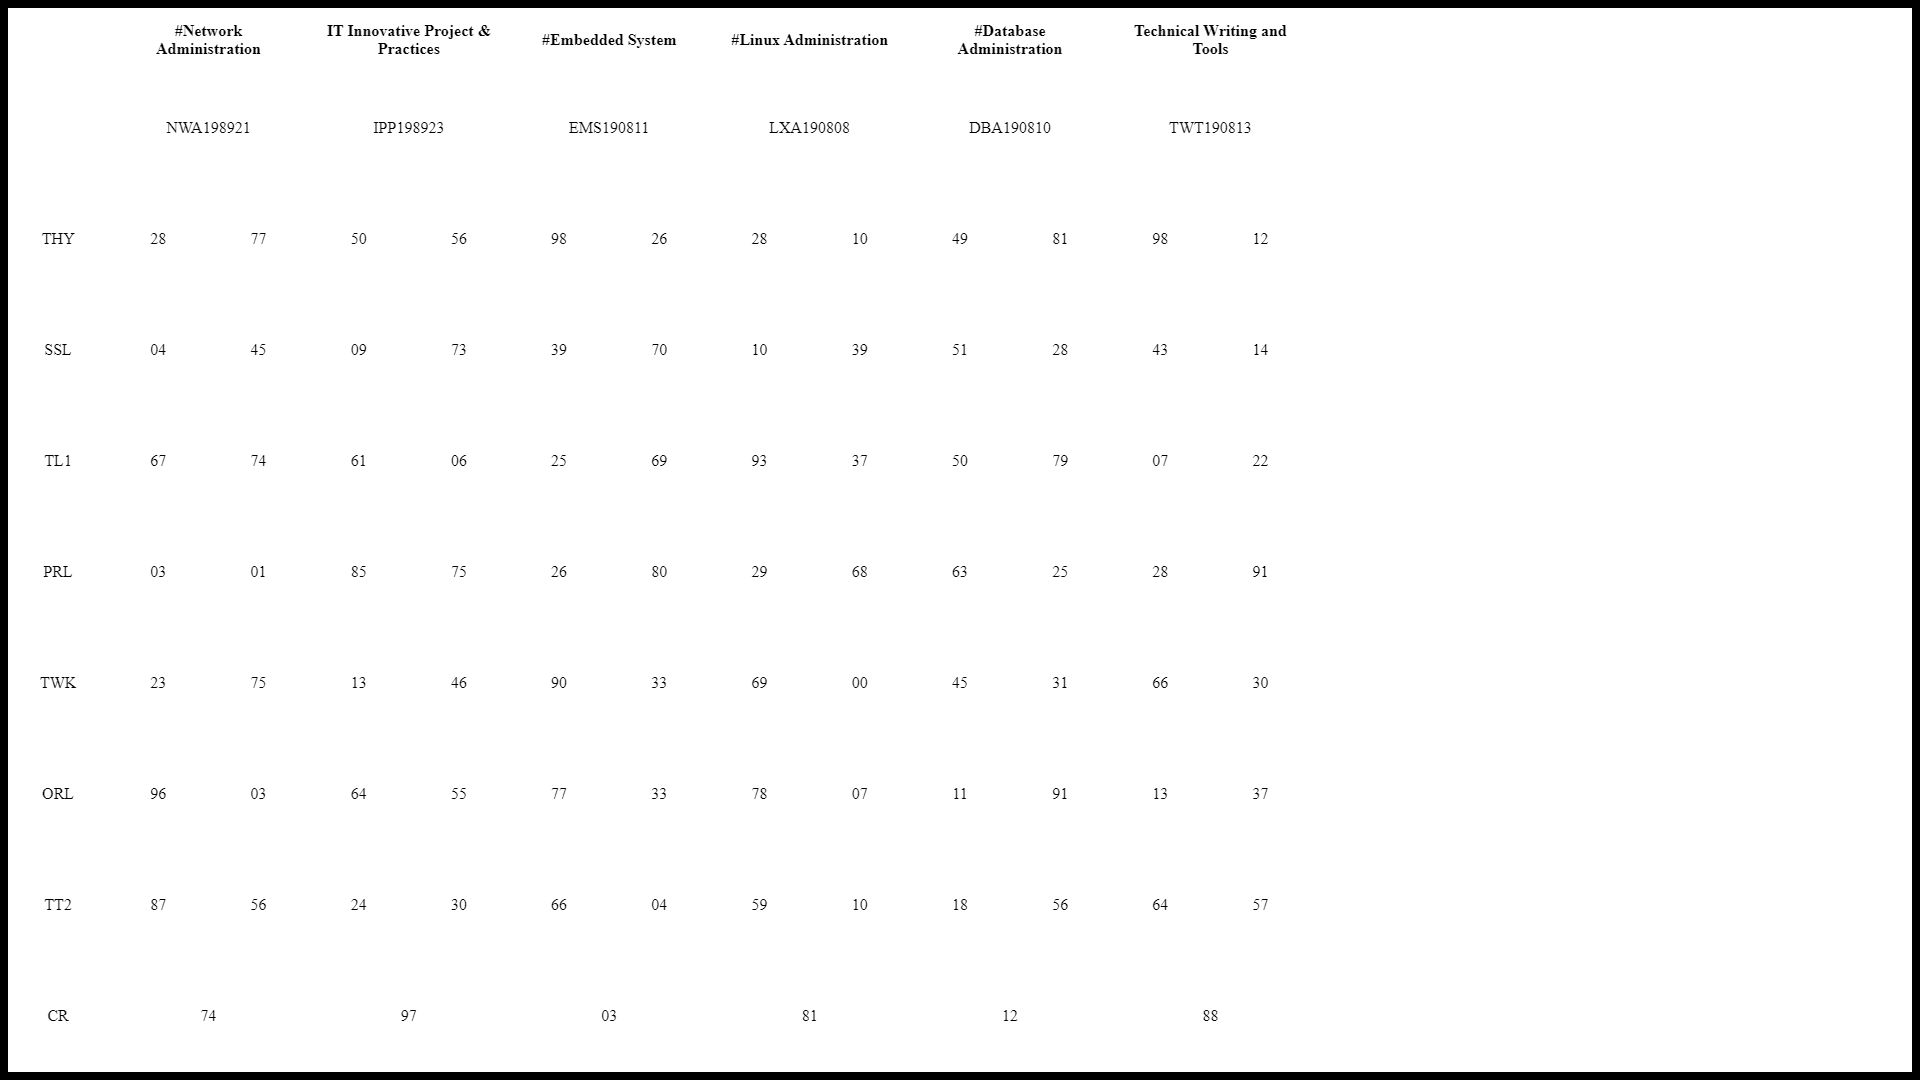 #Network Administration IT Innovative Project & Practices #Embedded System #Linux Administration #Database Administration Technical Writing and Tools
NWA198921 IPP198923 EMS190811 LXA190808 DBA190810 TWT190813
THY 28 77 50 56 98 26 28 10 49 81 98 12
SSL 04 45 09 73 39 70 10 39 51 28 43 14
TL1 67 74 61 06 25 69 93 37 50 79 07 22
PRL 03 01 85 75 26 80 29 68 63 25 28 91
TWK 23 75 13 46 90 33 69 00 45 31 66 30
ORL 96 03 64 55 77 33 78 07 11 91 13 37
TT2 87 56 24 30 66 04 59 10 18 56 64 57
CR 74 97 03 81 12 88